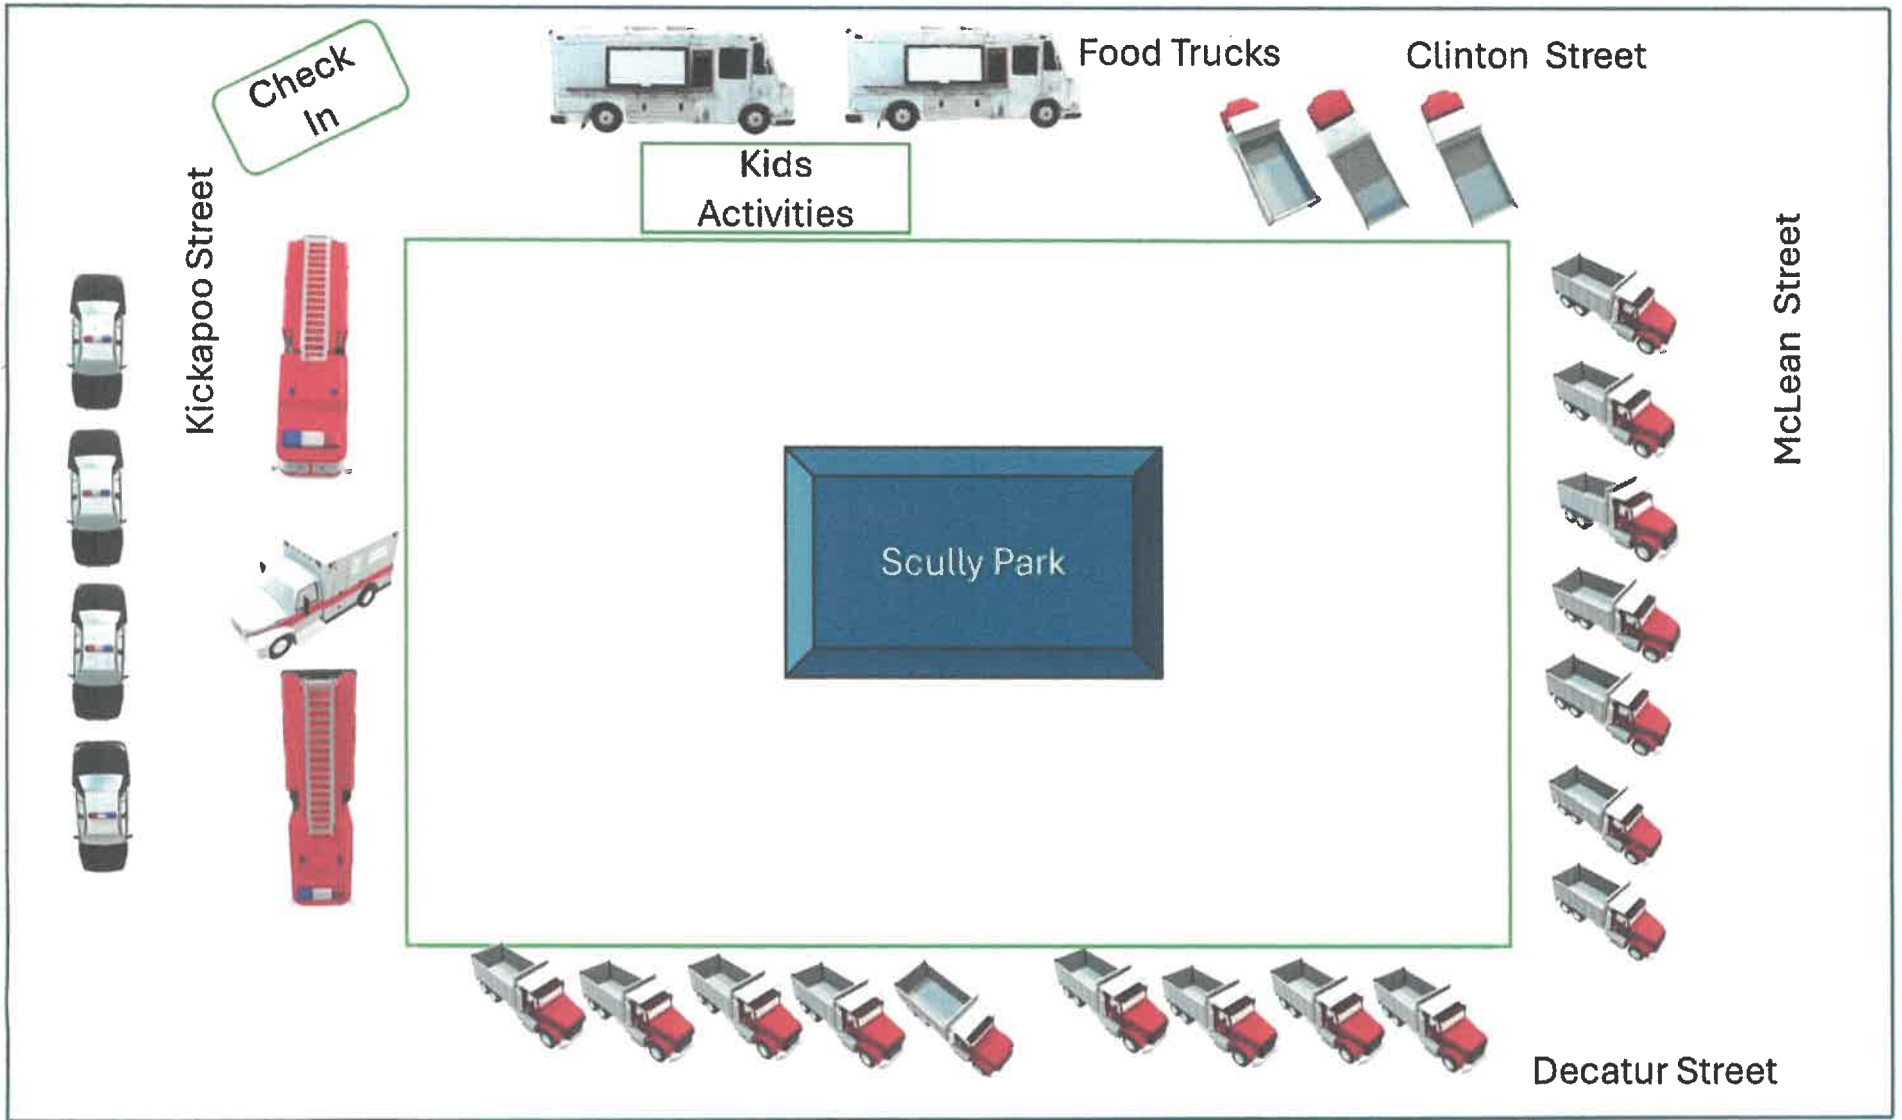 Check
In
Food Trucks
Clinton Street
Kids
Activities
Kickapoo Street
McLean Street
Scully Park
Decatur Street